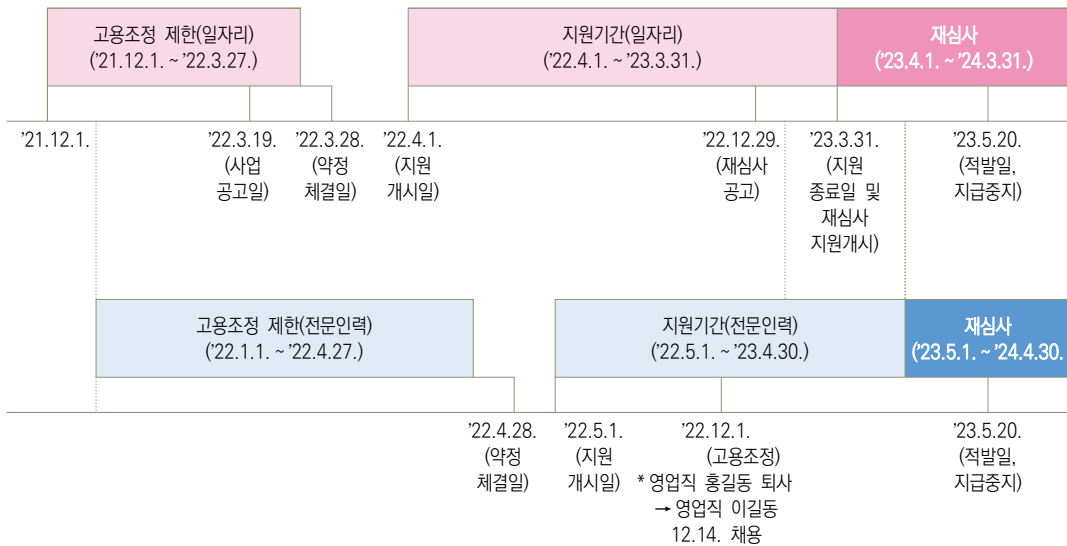 고용조정 제한(일자리)
('21.12.1. ~ '22.3.27.)
지원기간(일자리)
('22.4.1. ~ '23.3.31.)
재심사
('23.4.1. ~ '24.3.31.)
'21.12.1.
'22.3.19.
(사업
공고일)
'22.3.28.
(약정
체결일)
'22.4.1.
(지원
개시일)
'22.12.29.
(재심사
공고)
'23.3.31.
(지원
종료일 및
재심사
지원개시)
'23.5.20.
(적발일,
지급중지)
고용조정 제한(전문인력)
('22.1.1. ~ '22.4.27.)
지원기간(전문인력)
('22.5.1. ~ '23.4.30.)
재심사
('23.5.1. ~ '24.4.30.
'22.4.28.
(약정
체결일)
'22.5.1.
(지원
개시일)
'22.12.1.
(고용조정)
* 영업직 홍길동 퇴사
→ 영업직 이길동
12.14. 채용
'23.5.20.
(적발일,
지급중지)